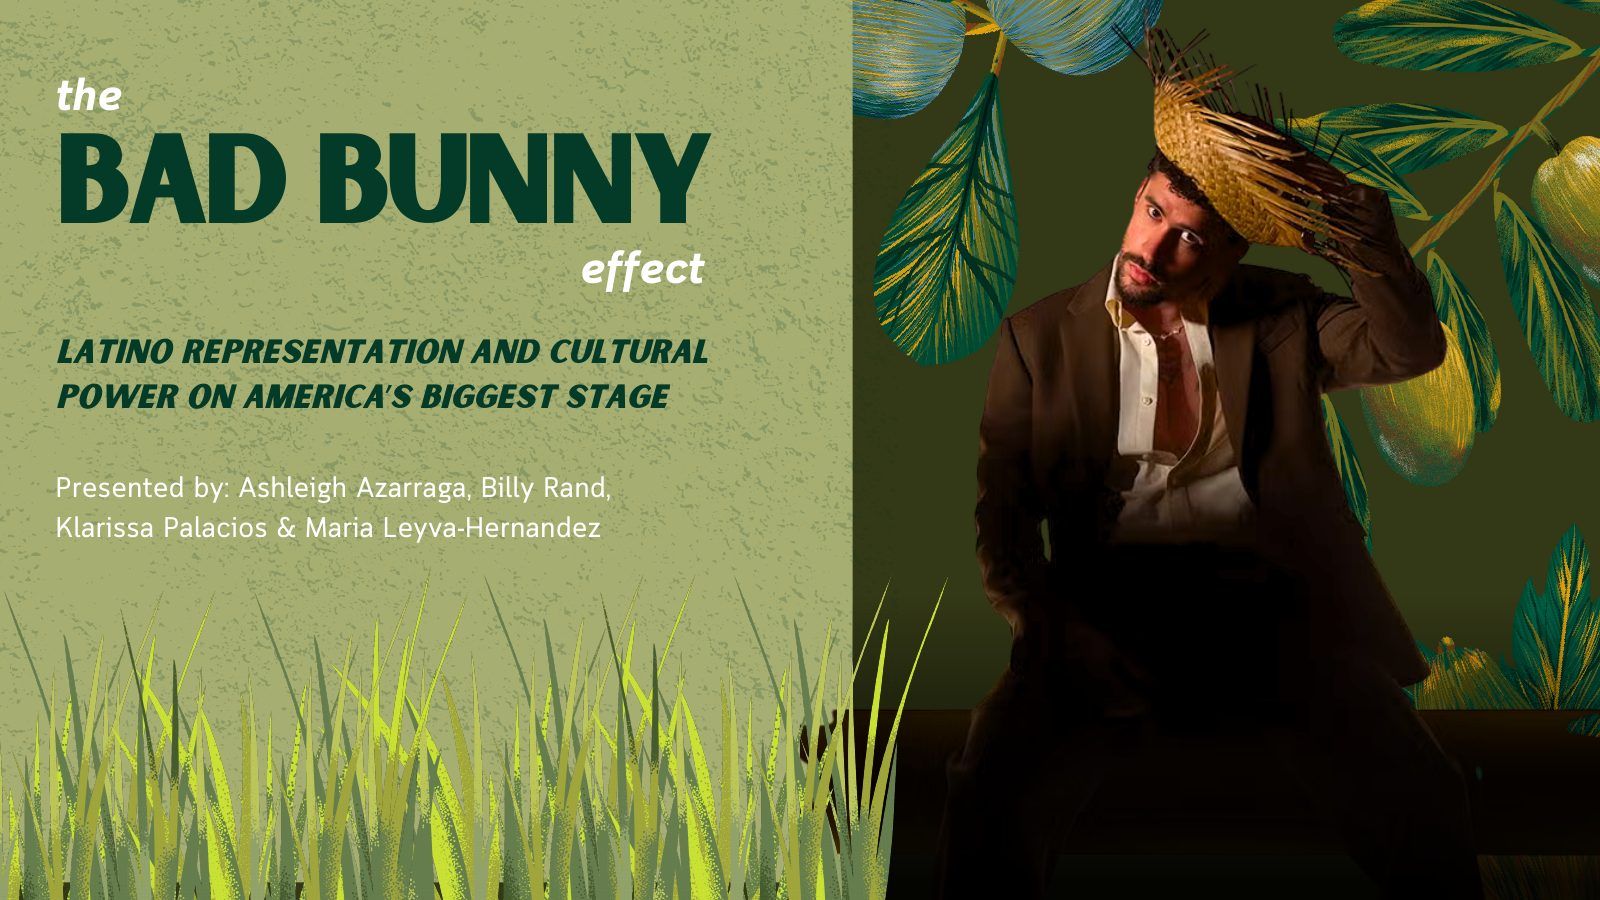 the
BAD BUNNY
effect
LATINO REPRESENTATION AND CULTURAL
POWER ON AMERICA'S BIGGEST STAGE
Presented by: Ashleigh Azarraga, Billy Rand,
Klarissa Palacios & Maria Leyva-Hernandez